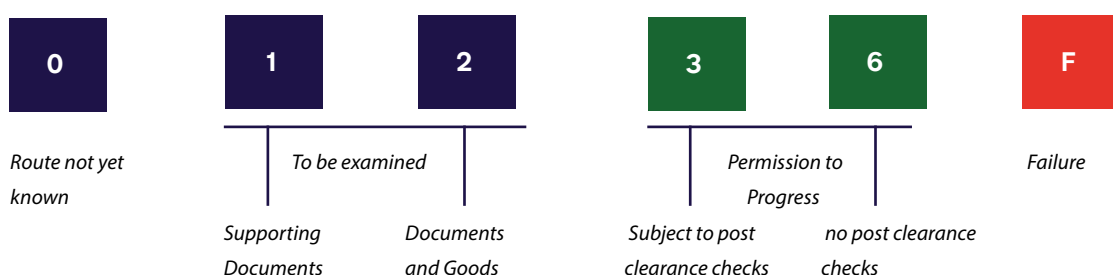 0
1
2
3
6
F
Route not yet
known
To be examined
Permission to
Progress
Failure
Supporting
Documents
Documents
and Goods
Subject to post
clearance checks
no post clearance
checks